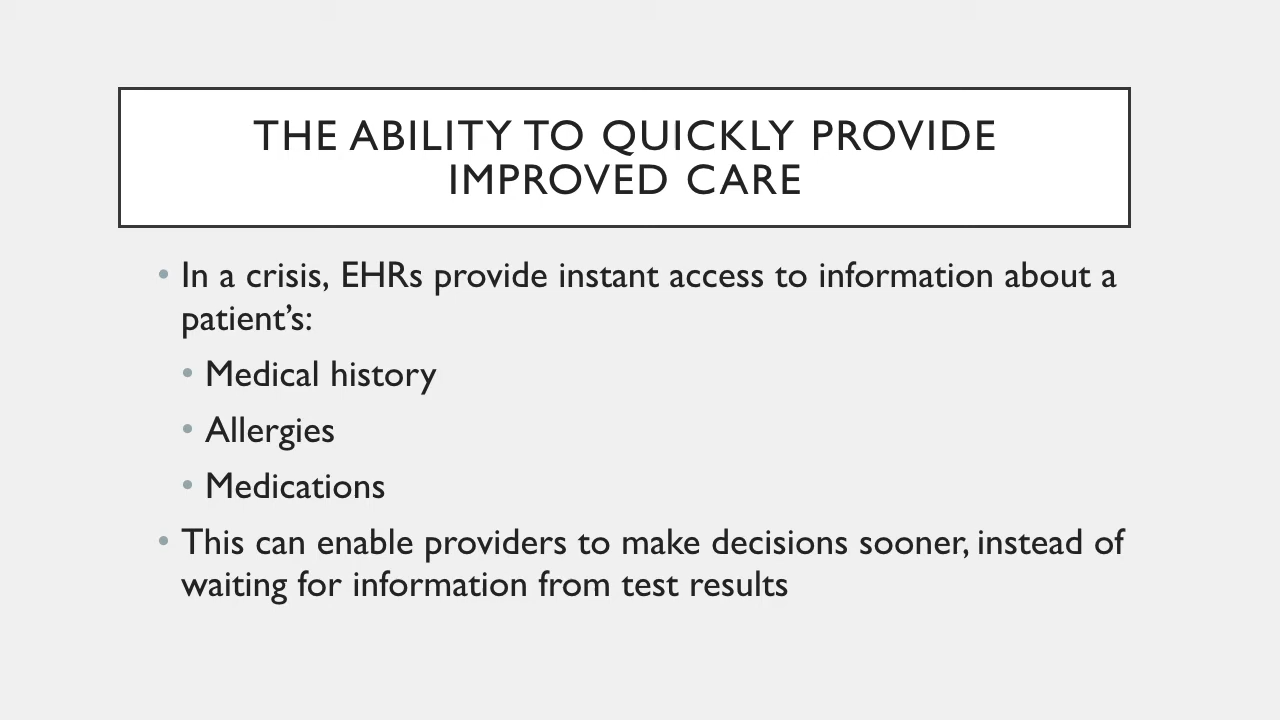 THE ABILITY TO QUICKLY PROVIDE
IMPROVED CARE
• In a crisis, EHRs provide instant access to information about a
patient’s:
• Medical history
• Allergies
• Medications
• This can enable providers to make decisions sooner, instead of
waiting for information from test results